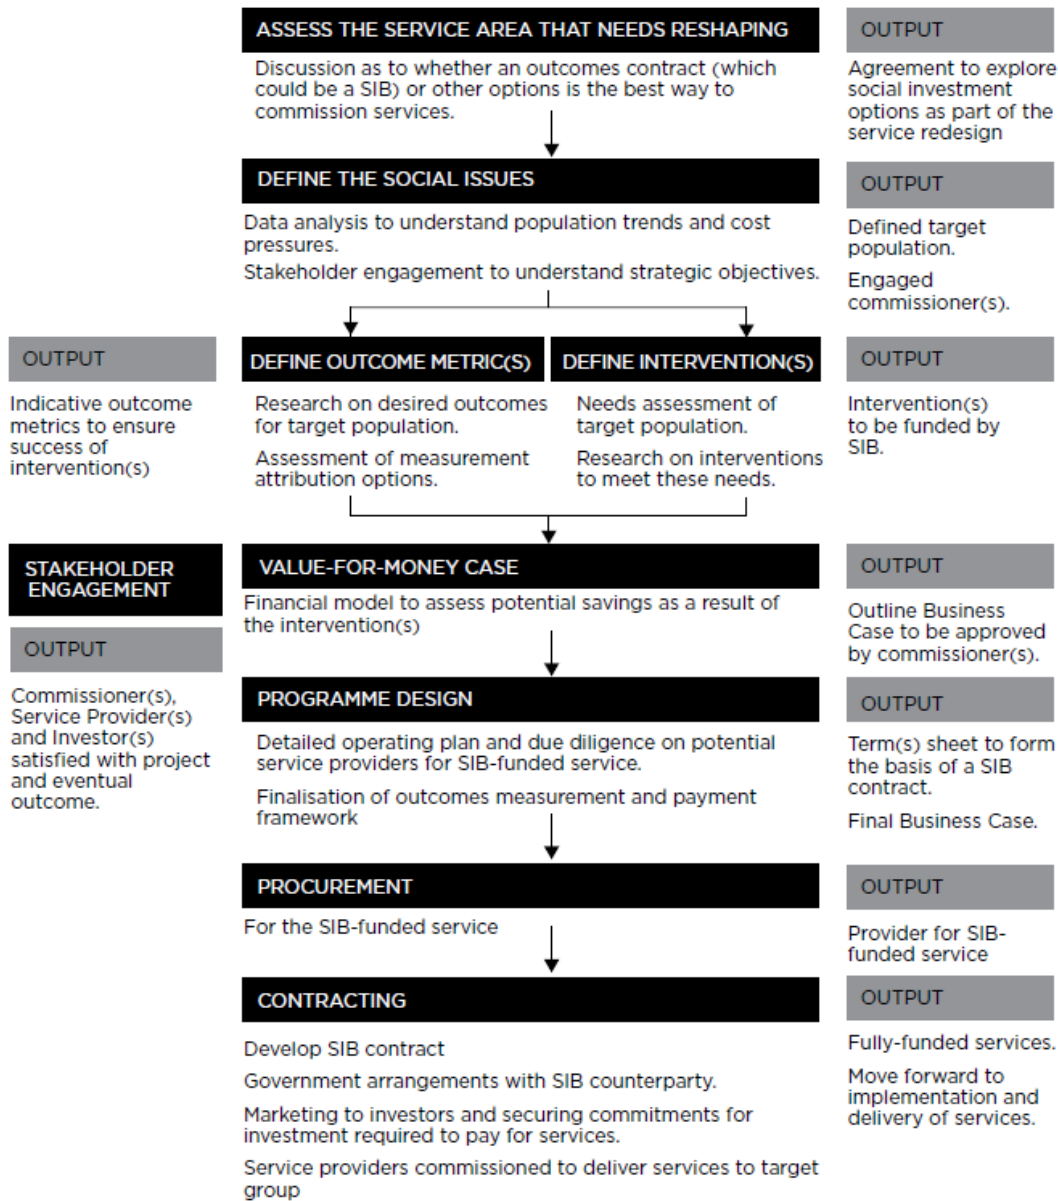 ASSESS THE SERVICE AREA THAT NEEDS RESHAPING
Discussion as to whether an outcomes contract (which
could be a SIB) or other options is the best way to
commission services.
OUTPUT
Agreement to explore
social investment
options as part of the
service redesign
DEFINE THE SOCIAL ISSUES
Data analysis to understand population trends and cost
pressures.
Stakeholder engagement to understand strategic objectives.
OUTPUT
Defined target
population.
Engaged
commissioner(s).
OUTPUT
Indicative outcome
metrics to ensure
success of
intervention(s)
DEFINE OUTCOME METRIC(S)
Research on desired outcomes
for target population.
Assessment of measurement
attribution options.
DEFINE INTERVENTION(S)
Needs assessment of
target population.
Research on interventions
to meet these needs.
OUTPUT
Intervention(s)
to be funded by
SIB.
STAKEHOLDER
ENGAGEMENT
OUTPUT
Commissioner(s),
Service Provider(s)
and Investor(s)
satisfied with project
and eventual
outcome.
VALUE-FOR-MONEY CASE
Financial model to assess potential savings as a result of
the intervention(s)
OUTPUT
Outline Business
Case to be approved
by commissioner(s).
PROGRAMME DESIGN
Detailed operating plan and due diligence on potential
service providers for SIB-funded service.
Finalisation of outcomes measurement and payment
framework
OUTPUT
Term(s) sheet to form
the basis of a SIB
contract.
Final Business Case.
PROCUREMENT
For the SIB-funded service
OUTPUT
Provider for SIB-
funded service
CONTRACTING
Develop SIB contract
Government arrangements with SIB counterparty.
Marketing to investors and securing commitments for
investment required to pay for services.
Service providers commissioned to deliver services to target
group
OUTPUT
Fully-funded services.
Move forward to
implementation and
delivery of services.